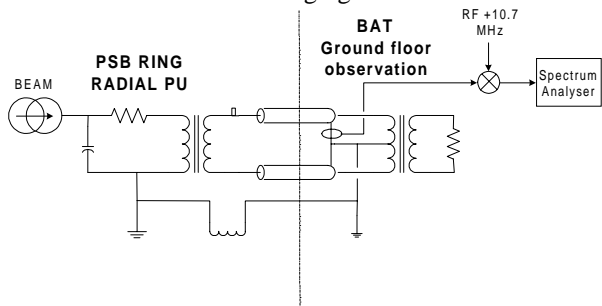 RF +10.7
MHz
BAT
Ground floor
observation
PSB RING
RADIAL PU
BEAM
Spectrum
Analyser